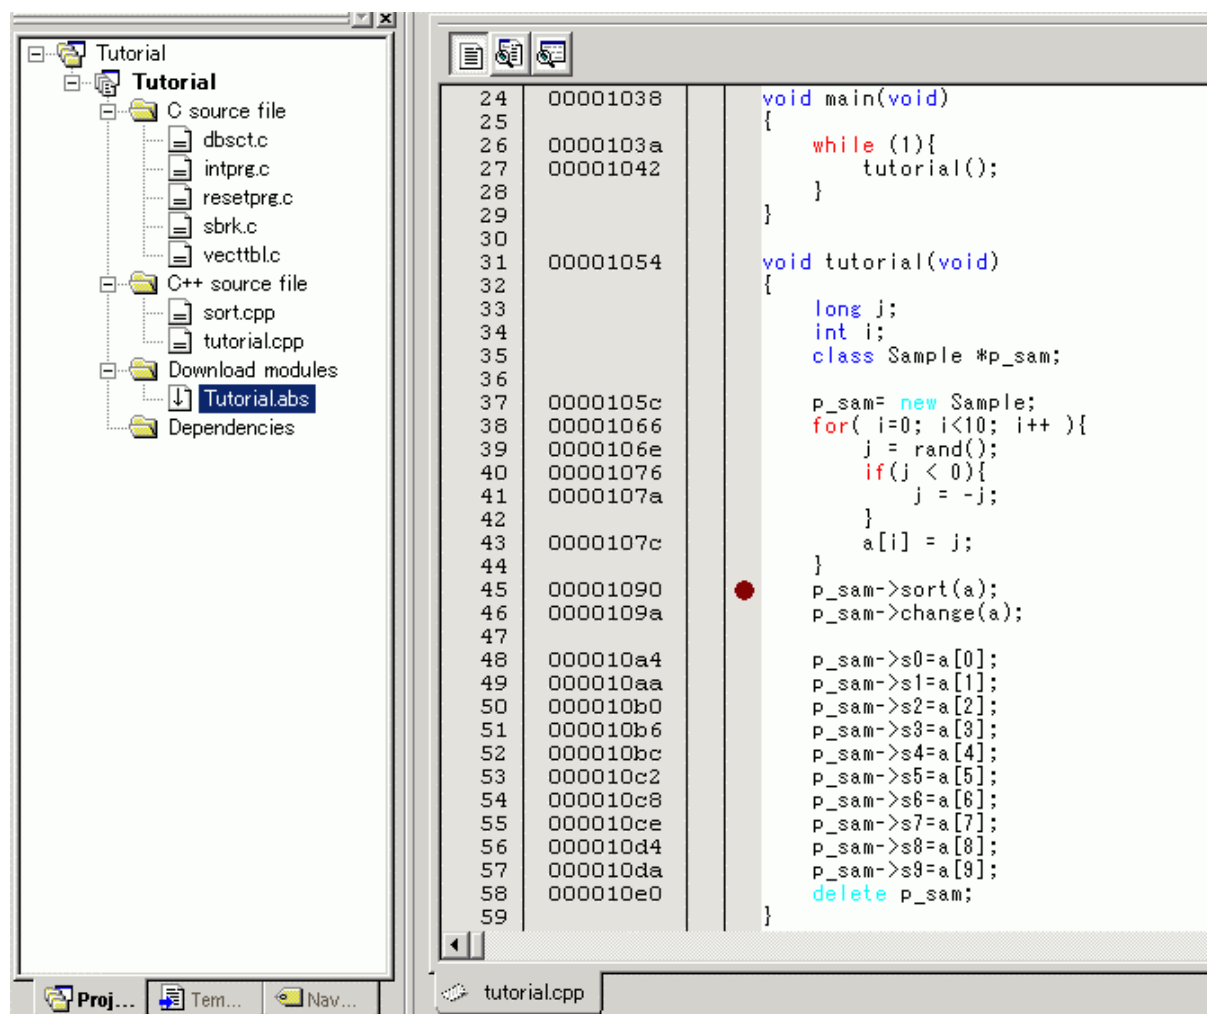 Tutorial
Tutorial
C source file
dbsct.c
intprg.c
resetprg.c
sbrk.c
vecttbl.c
C++ source file
sort.cpp
tutorial.cpp
Download modules
Tutorial.abs
Dependencies
Proj...
Tem...
Nav...
24 00001038 void main(void)
25 {
26 0000103a while (1){
27 00001042 tutorial();
28 }
29 }
30
31 00001054 void tutorial(void)
32 {
33 long j;
34 int i;
35 class Sample *p_sam;
36
37 0000105c p_sam= new Sample;
38 00001066 for( i=0; i<10; i++ ){
39 0000106e j = rand();
40 00001076 if(j < 0){
41 0000107a j = -j;
42 }
43 0000107c a[i] = j;
44 }
45 00001090 p_sam->sort(a);
46 0000109a p_sam->change(a);
47
48 000010a4 p_sam->s0=a[0];
49 000010aa p_sam->s1=a[1];
50 000010b0 p_sam->s2=a[2];
51 000010b6 p_sam->s3=a[3];
52 000010bc p_sam->s4=a[4];
53 000010c2 p_sam->s5=a[5];
54 000010c8 p_sam->s6=a[6];
55 000010ce p_sam->s7=a[7];
56 000010d4 p_sam->s8=a[8];
57 000010da p_sam->s9=a[9];
58 000010e0 delete p_sam;
59 }
tutorial.cpp